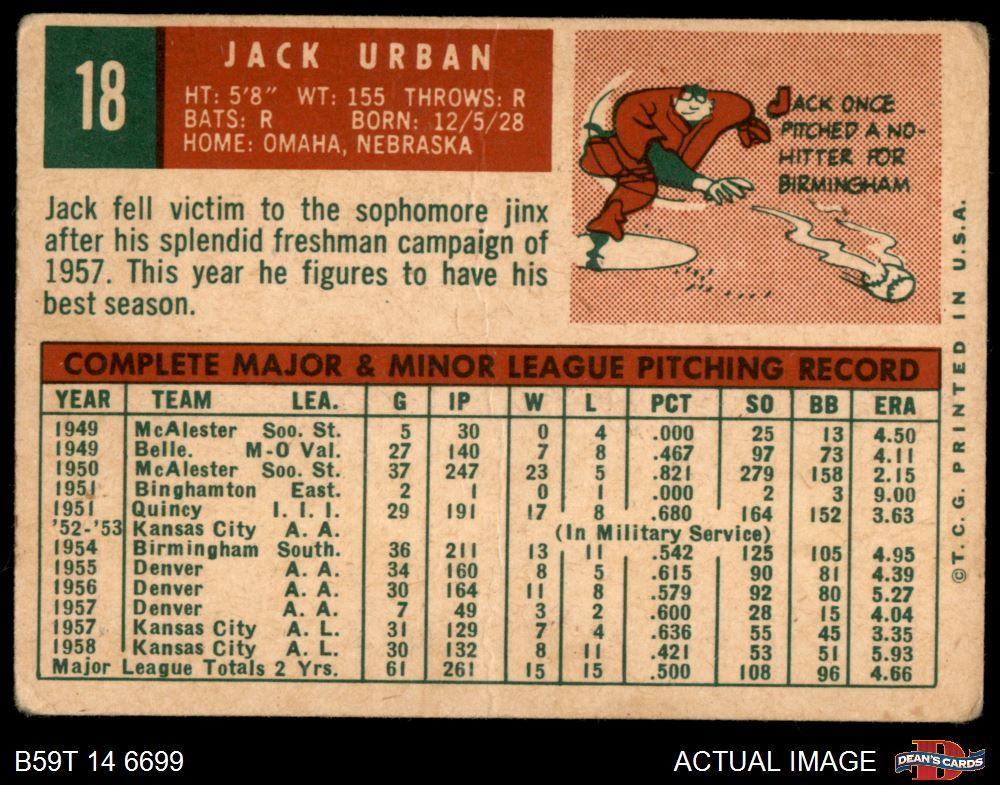 18
JACK URBAN
HT: 5'8" WT: 155 THROWS: R
BATS: R BORN: 12/5/28
HOME: OMAHA, NEBRASKA
JACK ONCE
PITCHED A NO-
HITTER FOR
BIRMINGHAM
Jack fell victim to the sophomore jinx
after his splendid freshman campaign of
1957. This year he figures to have his
best season.
COMPLETE MAJOR & MINOR LEAGUE PITCHING RECORD
YEAR TEAM LEA. G IP W L PCT SO BB ERA
1949 McAlester Soo. St. 5 30 0 4 .000 25 13 4.50
1949 Belle. M-O Val. 27 140 7 8 .467 97 73 4.11
1950 McAlester Soo. St. 37 247 23 5 .821 279 158 2.15
1951 Binghamton East. 2 1 0 1 .000 2 3 9.00
1951 Quincy I. I. I. 29 191 17 8 .680 164 152 3.63
'52-'53 Kansas City A. A. (In Military Service)
1954 Birmingham South. 36 211 13 11 .542 125 105 4.95
1955 Denver A. A. 34 160 8 5 .615 90 81 4.39
1956 Denver A. A. 30 164 11 8 .579 92 80 5.27
1957 Denver A. A. 7 49 3 2 .600 28 15 4.04
1957 Kansas City A. L. 31 129 7 4 .636 55 45 3.35
1958 Kansas City A. L. 30 132 8 11 .421 53 51 5.93
Major League Totals 2 Yrs. 61 261 15 15 .500 108 96 4.66
©T. C. G. PRINTED IN U.S.A.
B59T 14 6699
ACTUAL IMAGE
DEAN'S CARDS